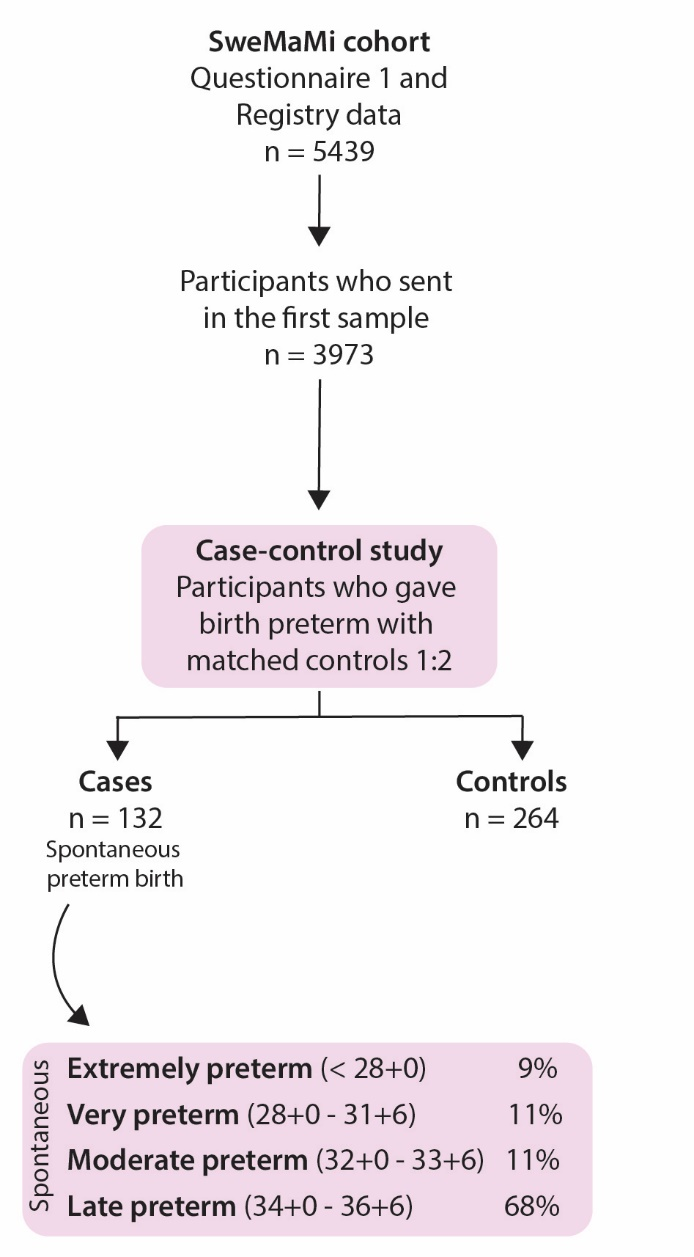 SweMaMi cohort
Questionnaire 1 and
Registry data
n = 5439
Participants who sent
in the first sample
n = 3973
Case-control study
Participants who gave
birth preterm with
matched controls 1:2
Cases
n = 132
Spontaneous
preterm birth
Controls
n = 264
Spontaneous
Extremely preterm (< 28+0) 9%
Very preterm (28+0 - 31+6) 11%
Moderate preterm (32+0 - 33+6) 11%
Late preterm (34+0 - 36+6) 68%